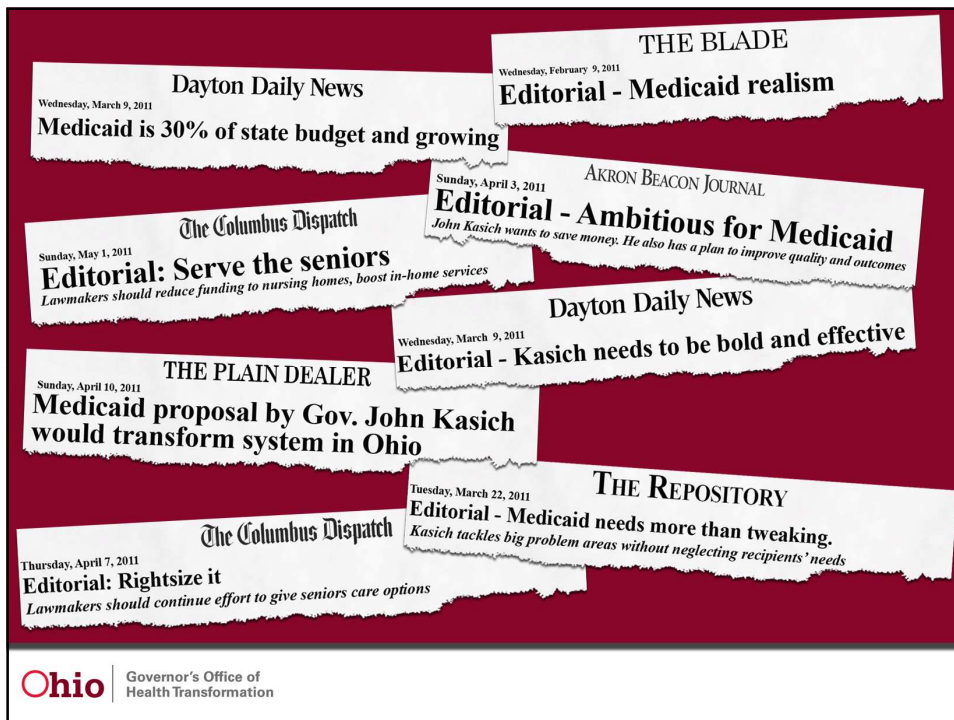 THE BLADE
Wednesday, February 9, 2011
Editorial - Medicaid realism
Dayton Daily News
Wednesday, March 9, 2011
Medicaid is 30% of state budget and growing
AKRON BEACON JOURNAL
Sunday, April 3, 2011
Editorial - Ambitious for Medicaid
John Kasich wants to save money. He also has a plan to improve quality and outcomes
The Columbus Dispatch
Sunday, May 1, 2011
Editorial: Serve the seniors
Lawmakers should reduce funding to nursing homes, boost in-home services
Dayton Daily News
Wednesday, March 9, 2011
Editorial - Kasich needs to be bold and effective
THE PLAIN DEALER
Sunday, April 10, 2011
Medicaid proposal by Gov. John Kasich
would transform system in Ohio
THE REPOSITORY
Tuesday, March 22, 2011
Editorial - Medicaid needs more than tweaking.
Kasich tackles big problem areas without neglecting recipients' needs
The Columbus Dispatch
Thursday, April 7, 2011
Editorial: Rightsize it
Lawmakers should continue effort to give seniors care options
Ohio
Governor's Office of
Health Transformation